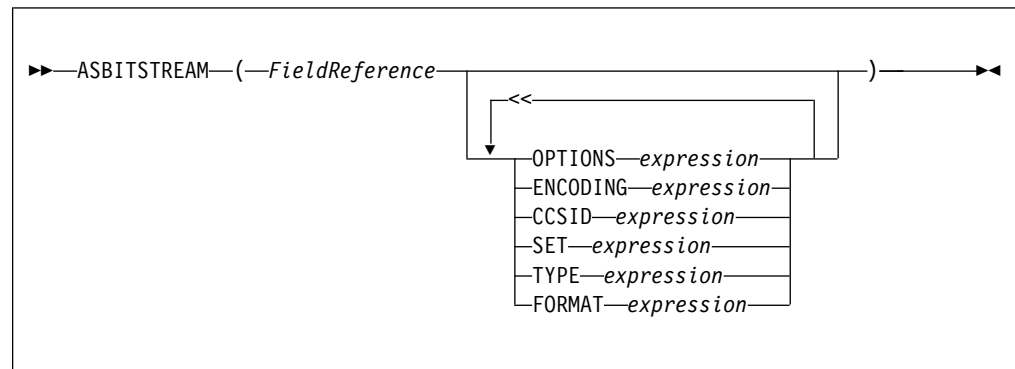 ASBITSTREAM ( FieldReference )
<<
OPTIONS expression
ENCODING expression
CCSID expression
SET expression
TYPE expression
FORMAT expression